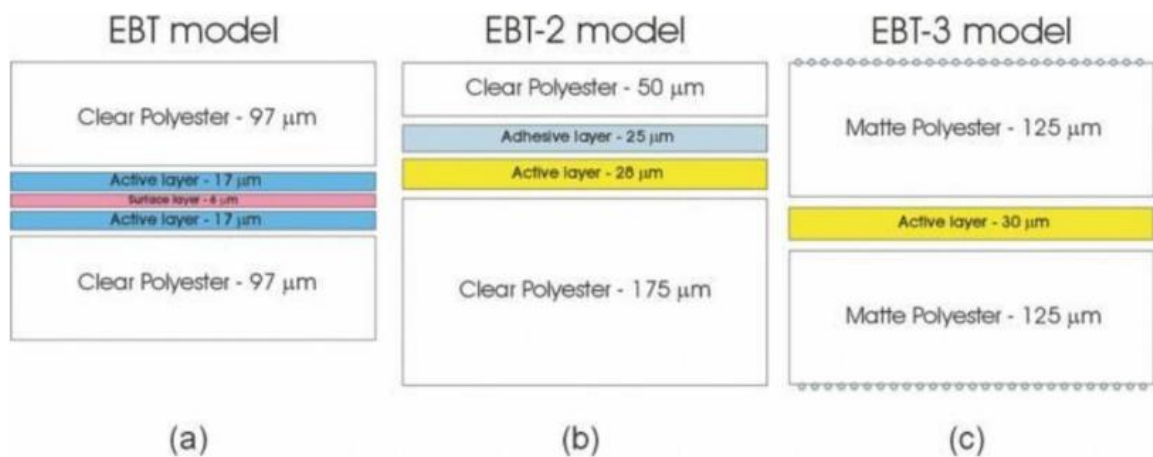 EBT model
Clear Polyester - 97 μm
Active layer - 17 μm
Surface layer - 6 μm
Active layer - 17 μm
Clear Polyester - 97 μm
(a)
EBT-2 model
Clear Polyester - 50 μm
Adhesive layer - 25 μm
Active layer - 28 μm
Clear Polyester - 175 μm
(b)
EBT-3 model
Matte Polyester - 125 μm
Active layer - 30 μm
Matte Polyester - 125 μm
(c)